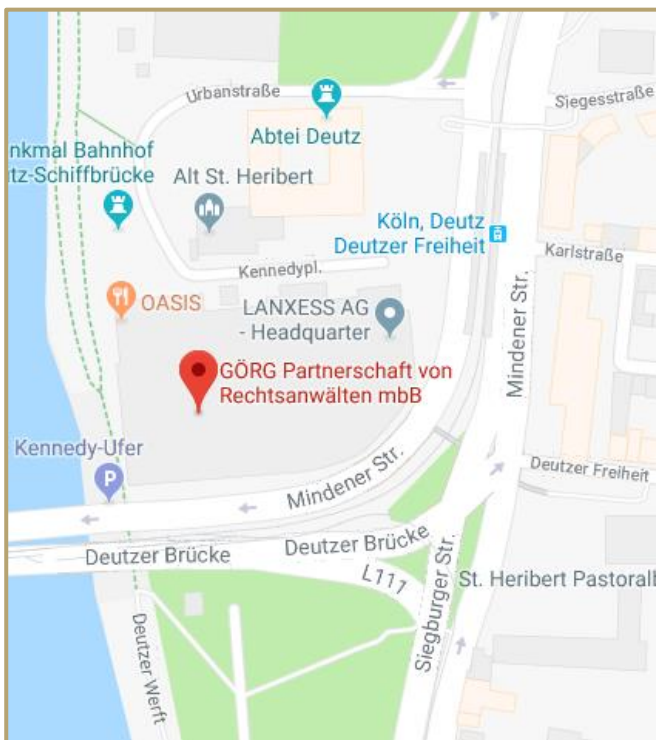 Urbanstraße
Siegesstraße
Abtei Deutz
nkmal Bahnhof
tz-Schiffbrücke
Alt St. Heribert
Köln, Deutz
Deutzer Freiheit
Karlstraße
Kennedypl.
OASIS
LANXESS AG
- Headquarter
Mindener Str.
GÖRG Partnerschaft von
Rechtsanwälten mbB
Kennedy-Ufer
P
Mindener Str.
Deutzer Freiheit
Deutzer Brücke
Deutzer Brücke
L111
Siegburger Str.
St. Heribert Pastoralb
Deutzer Werft